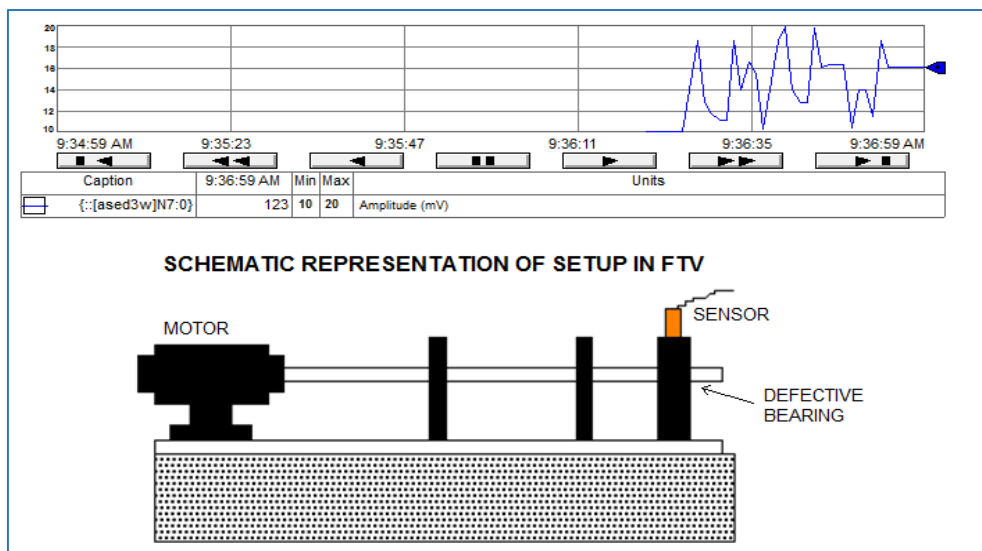 20
18
16
14
12
10
9:34:59 AM 9:35:23 9:35:47 9:36:11 9:36:35 9:36:59 AM
Caption 9:36:59 AM Min Max Units
{::[ased3w]N7:0} 123 10 20 Amplitude (mV)
SCHEMATIC REPRESENTATION OF SETUP IN FTV
SENSOR
MOTOR
DEFECTIVE
BEARING